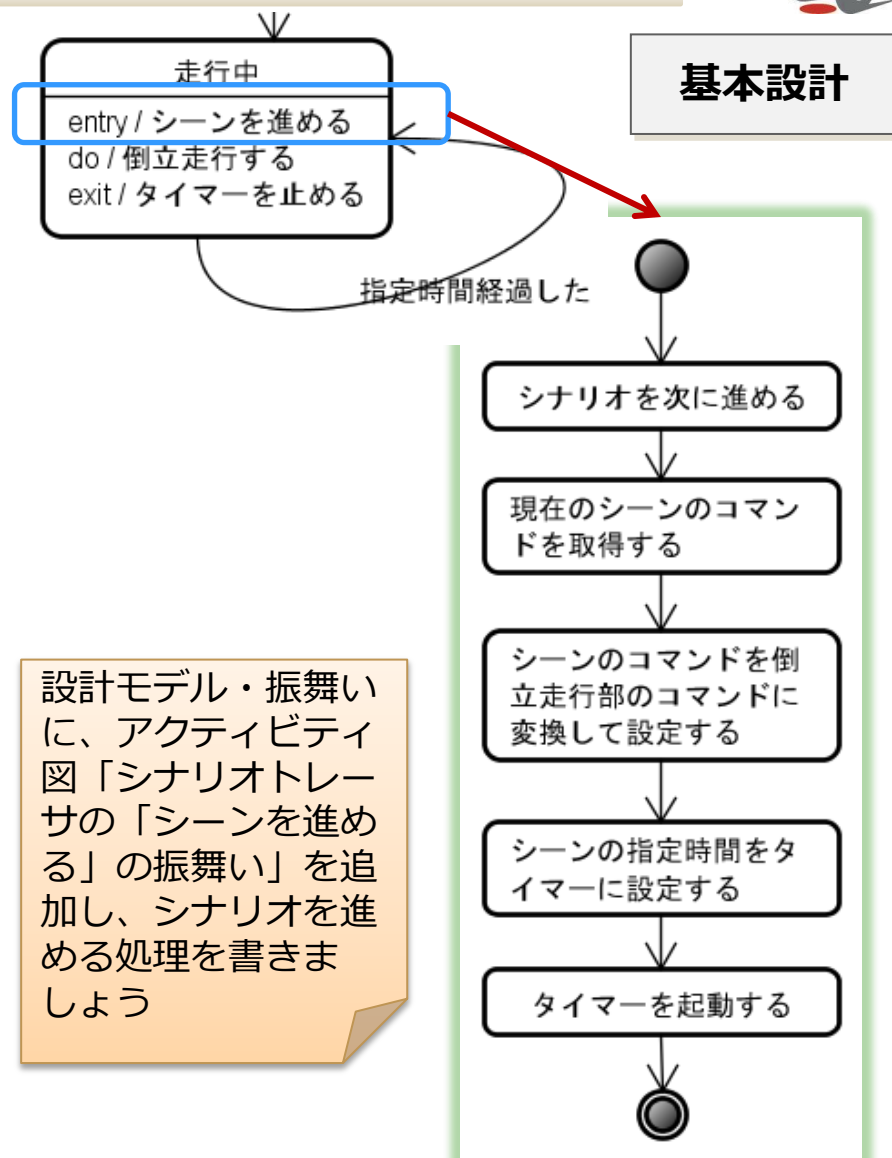 基本設計
走行中
entry / シーンを進める
do / 倒立走行する
exit / タイマーを止める
指定時間経過した
シナリオを次に進める
現在のシーンのコマン
ドを取得する
シーンのコマンドを倒
立走行部のコマンドに
変換して設定する
シーンの指定時間をタ
イマーに設定する
タイマーを起動する
設計モデル・振舞い
に、アクティビティ
図「シナリオトレー
サの「シーンを進め
る」の振舞い」を追
加し、シナリオを進
める処理を書きま
しょう